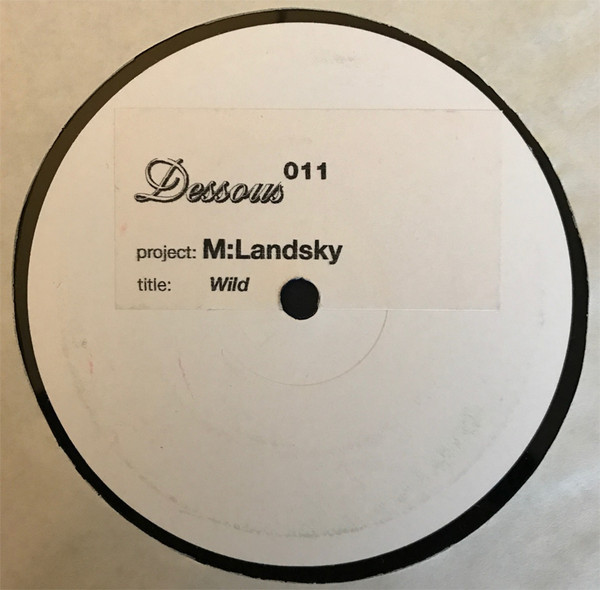 Dessous 011
project: M:Landsky
title: Wild